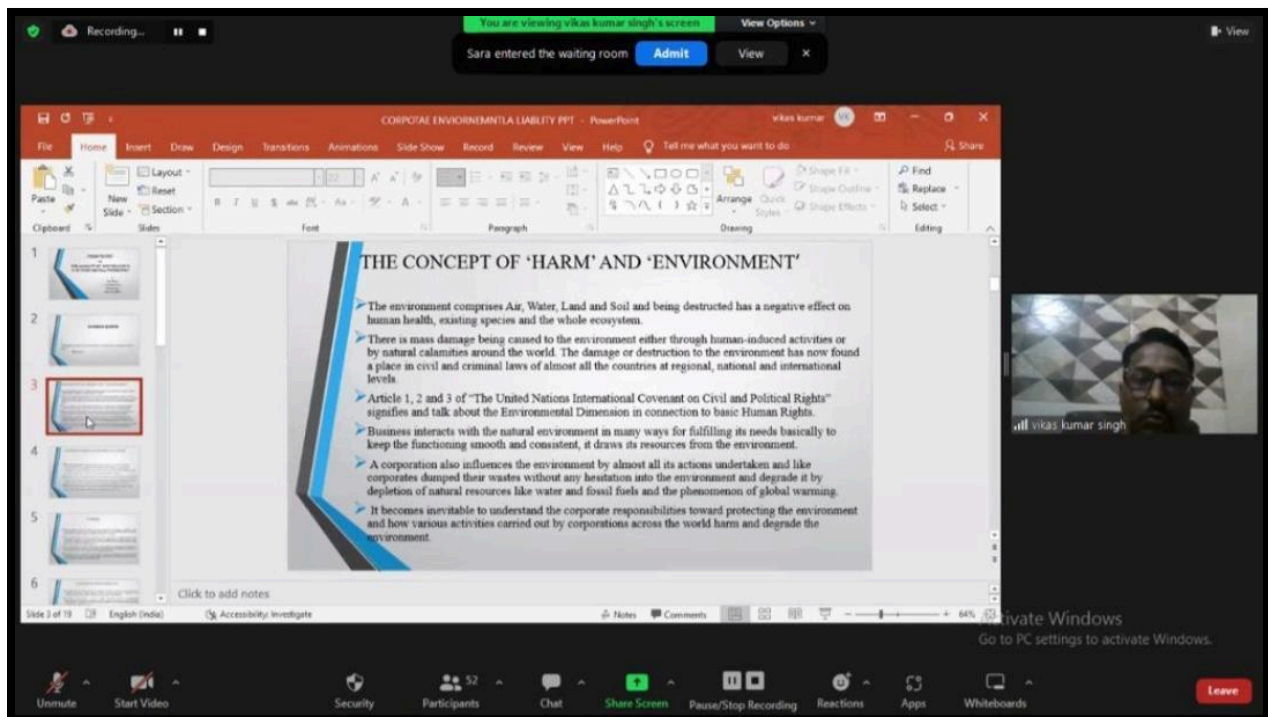 You are viewing vikas kumar singh's screen View Options
Recording...
View
Sara entered the waiting room Admit View
CORPOTAE ENVIORNEMNTLA LIABLITY PPT - PowerPoint vikas kumar VK
File Home Insert Draw Design Transitions Animations Slide Show Record Review View Help Tell me what you want to do Share
Paste
New
Slide
Layout
Reset
Section
Arrange
Quick
Styles
Shape Fill
Shape Outline
Shape Effects
Find
Replace
Select
Clipboard Slides Font Paragraph Drawing Editing
1
2
3
4
5
6
THE CONCEPT OF ‘HARM’ AND ‘ENVIRONMENT’
The environment comprises Air, Water, Land and Soil and being destructed has a negative effect on
human health, existing species and the whole ecosystem.
There is mass damage being caused to the environment either through human-induced activities or
by natural calamities around the world. The damage or destruction to the environment has now found
a place in civil and criminal laws of almost all the countries at regional, national and international
levels.
Article 1, 2 and 3 of “The United Nations International Covenant on Civil and Political Rights”
signifies and talk about the Environmental Dimension in connection to basic Human Rights.
Business interacts with the natural environment in many ways for fulfilling its needs basically to
keep the functioning smooth and consistent, it draws its resources from the environment.
A corporation also influences the environment by almost all its actions undertaken and like
corporates dumped their wastes without any hesitation into the environment and degrade it by
depletion of natural resources like water and fossil fuels and the phenomenon of global warming.
It becomes inevitable to understand the corporate responsibilities toward protecting the environment
and how various activities carried out by corporations across the world harm and degrade the
environment.
vikas kumar singh
Click to add notes
Slide 3 of 19 English (India) Accessibility: Investigate Notes Comments 64%
Activate Windows
Go to PC settings to activate Windows.
Unmute Start Video Security Participants 52 Chat Share Screen Pause/Stop Recording Reactions Apps Whiteboards Leave